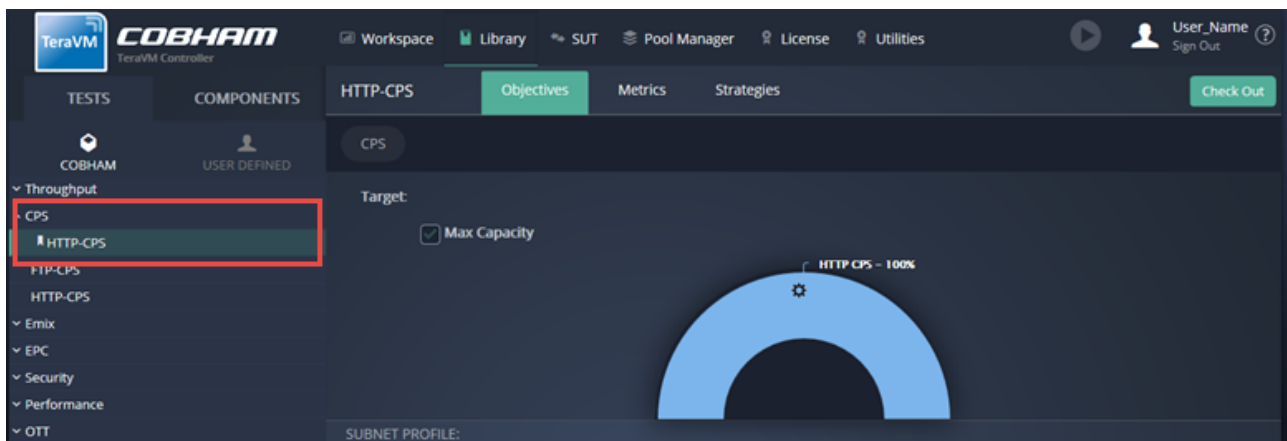 TeraVM COBHAM
TeraVM Controller
Workspace Library SUT Pool Manager License Utilities
User_Name ?
Sign Out
TESTS COMPONENTS
HTTP-CPS Objectives Metrics Strategies Check Out
COBHAM USER DEFINED
CPS
Throughput
Target:
CPS
HTTP-CPS
Max Capacity
FTP-CPS
HTTP CPS - 100%
HTTP-CPS
Emix
EPC
Security
Performance
OTT
SUBNET PROFILE: